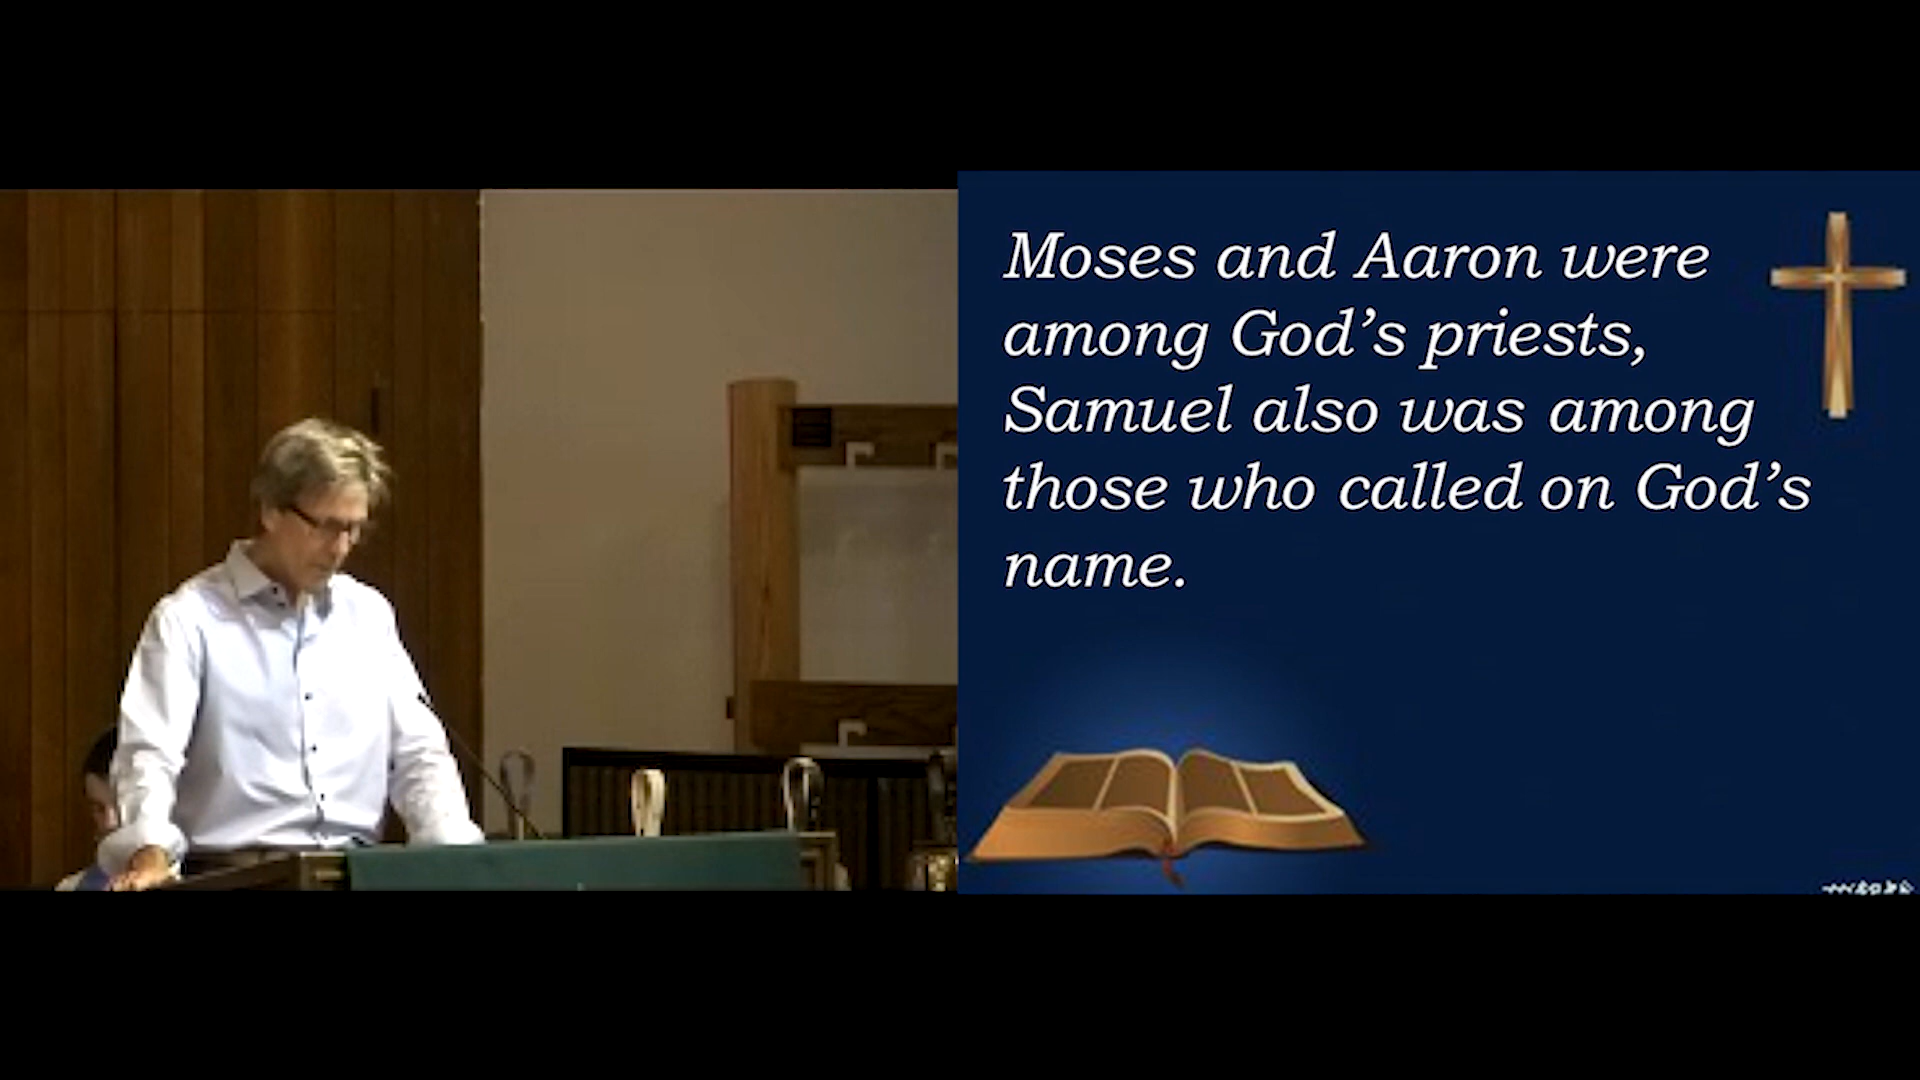 Moses and Aaron were
among God’s priests,
Samuel also was among
those who called on God’s
name.